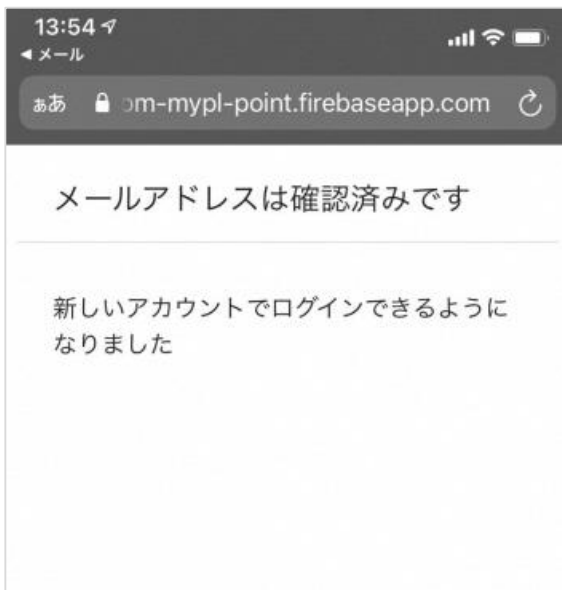 13:54
◀ メール
ぁあ om-mypl-point.firebaseapp.com
メールアドレスは確認済みです
新しいアカウントでログインできるように
なりました